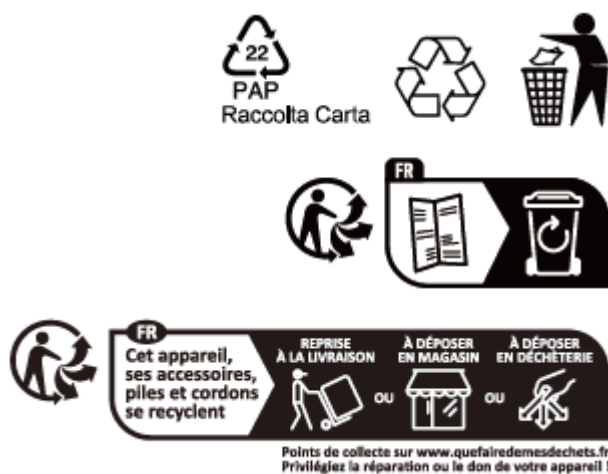 22
PAP
Raccolta Carta
FR
FR
Cet appareil,
ses accessoires,
piles et cordons
se recyclent
REPRISE
À LA LIVRAISON
OU
À DÉPOSER
EN MAGASIN
OU
À DÉPOSER
EN DÉCHÈTERIE
Points de collecte sur www.quefairedemesdechets.fr
Privilégiez la réparation ou le don de votre appareil !